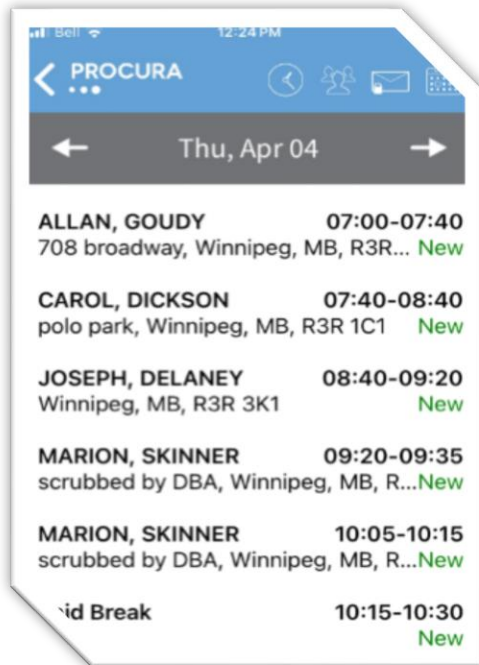 Bell 12:24 PM
PROCURA
Thu, Apr 04
ALLAN, GOUDY 07:00-07:40
708 broadway, Winnipeg, MB, R3R... New
CAROL, DICKSON 07:40-08:40
polo park, Winnipeg, MB, R3R 1C1 New
JOSEPH, DELANEY 08:40-09:20
Winnipeg, MB, R3R 3K1 New
MARION, SKINNER 09:20-09:35
scrubbed by DBA, Winnipeg, MB, R...New
MARION, SKINNER 10:05-10:15
scrubbed by DBA, Winnipeg, MB, R...New
Break 10:15-10:30
New